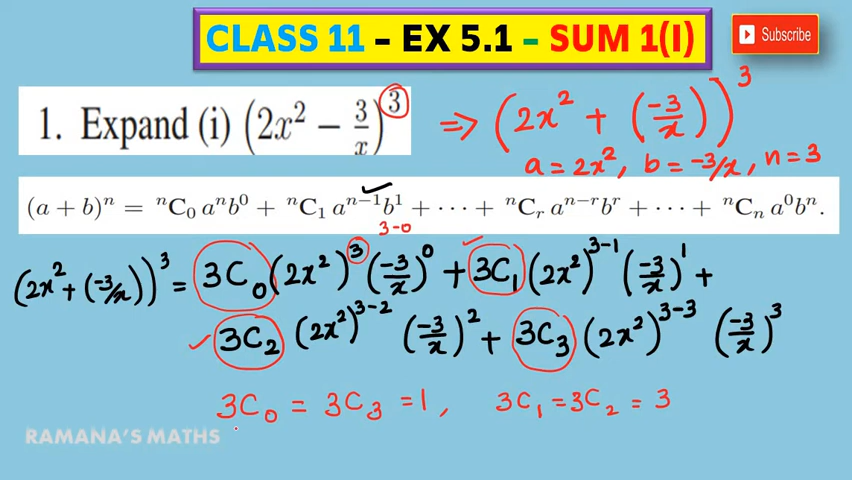 CLASS 11 – EX 5.1 – SUM 1(I)
Subscribe
1. Expand (i) (2x² − 3/x)³ ⇒ (2x² + (-3/x))³
a = 2x², b = -3/x, n = 3
(a + b)ⁿ = ⁿC₀ aⁿb⁰ + ⁿC₁ aⁿ⁻¹b¹ + ··· + ⁿCᵣ aⁿ⁻ʳbʳ + ··· + ⁿCₙ a⁰bⁿ.
3-0
(2x² + (-3/x))³ = 3C₀ (2x²)³ (-3/x)⁰ + 3C₁ (2x²)³⁻¹ (-3/x)¹ +
3C₂ (2x²)³⁻² (-3/x)² + 3C₃ (2x²)³⁻³ (-3/x)³
3C₀ = 3C₃ = 1, 3C₁ = 3C₂ = 3
RAMANA'S MATHS